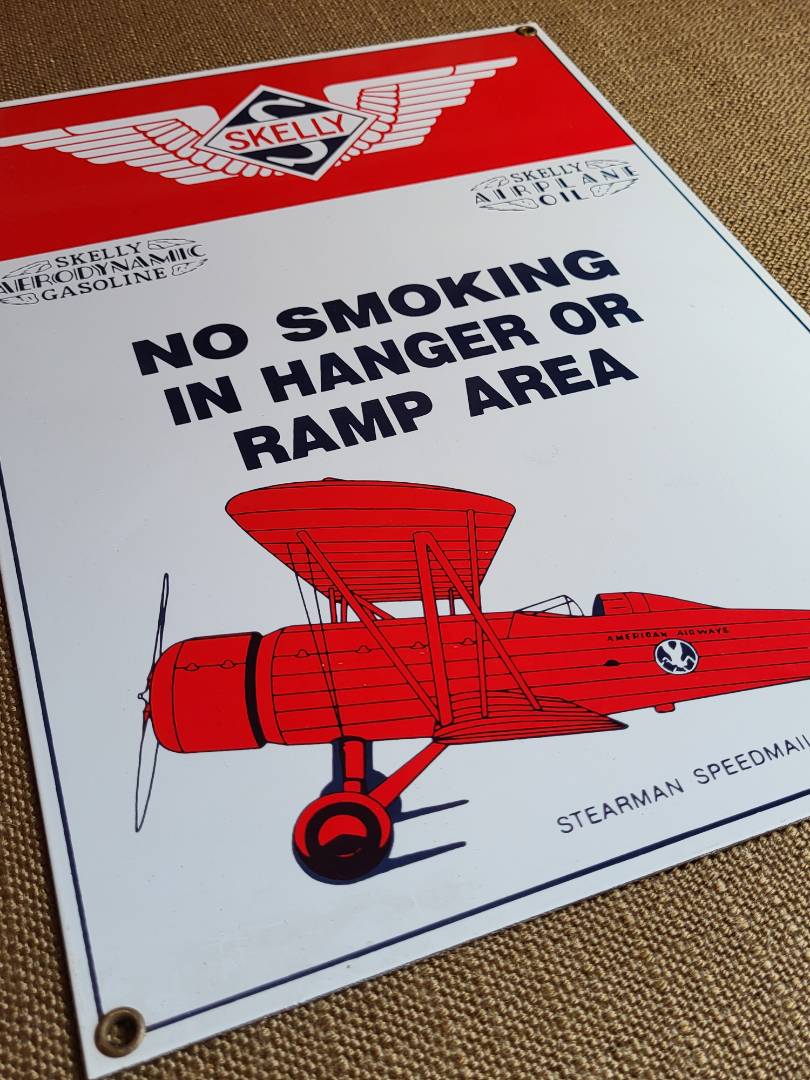 SKELLY
SKELLY
AIRPLANE
OIL
SKELLY
AERODYNAMIC
GASOLINE
NO SMOKING
IN HANGER OR
RAMP AREA
AMERICAN AIRWAYS
STEARMAN SPEEDMAIL